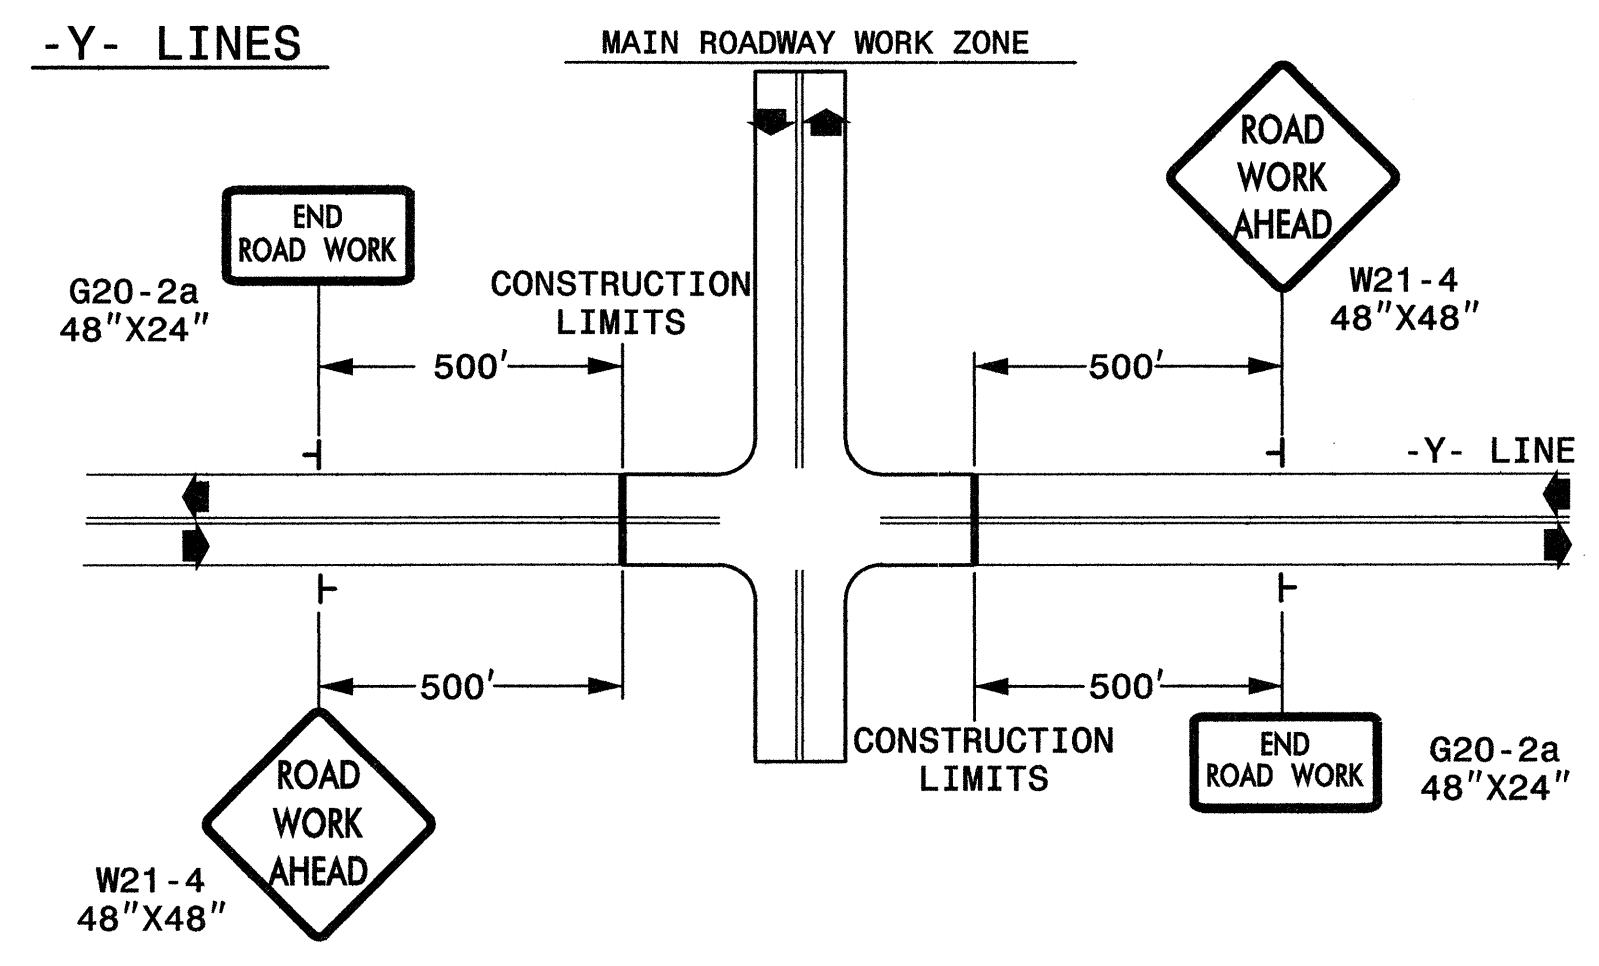 -Y- LINES
MAIN ROADWAY WORK ZONE
ROAD
WORK
AHEAD
W21-4
48"X48"
END
ROAD WORK
G20-2a
48"X24"
CONSTRUCTION
LIMITS
500'
500'
-Y- LINE
500'
500'
CONSTRUCTION
LIMITS
ROAD
WORK
AHEAD
W21-4
48"X48"
END
ROAD WORK
G20-2a
48"X24"